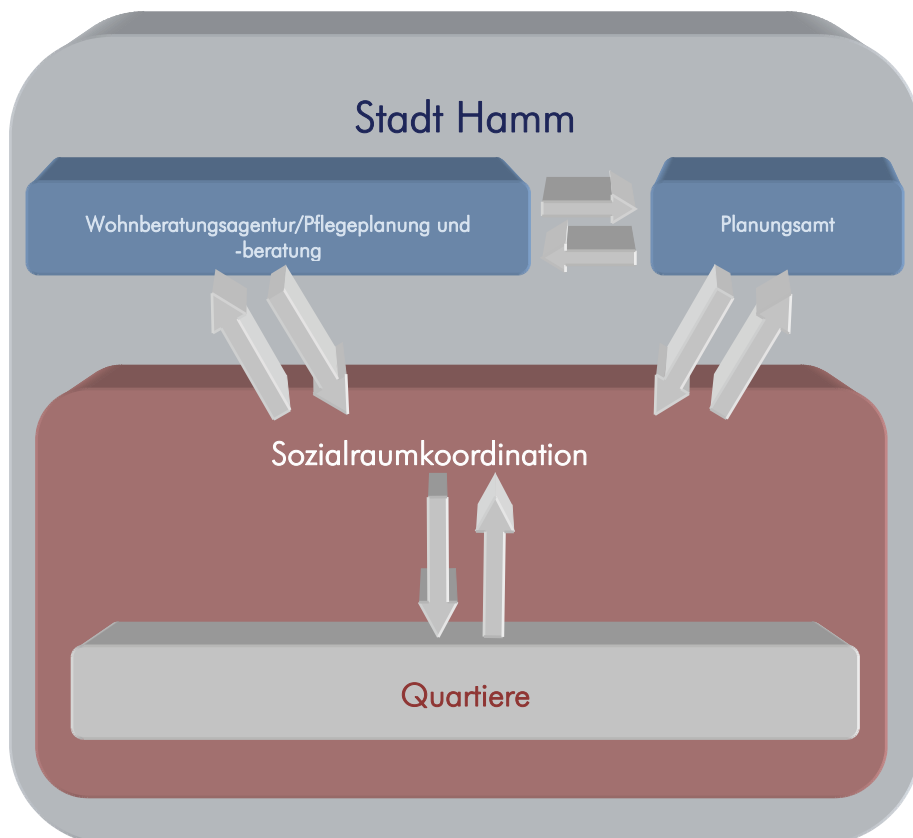 Stadt Hamm
Wohnberatungsagentur/Pflegeplanung und
-beratung
Planungsamt
Sozialraumkoordination
Quartiere